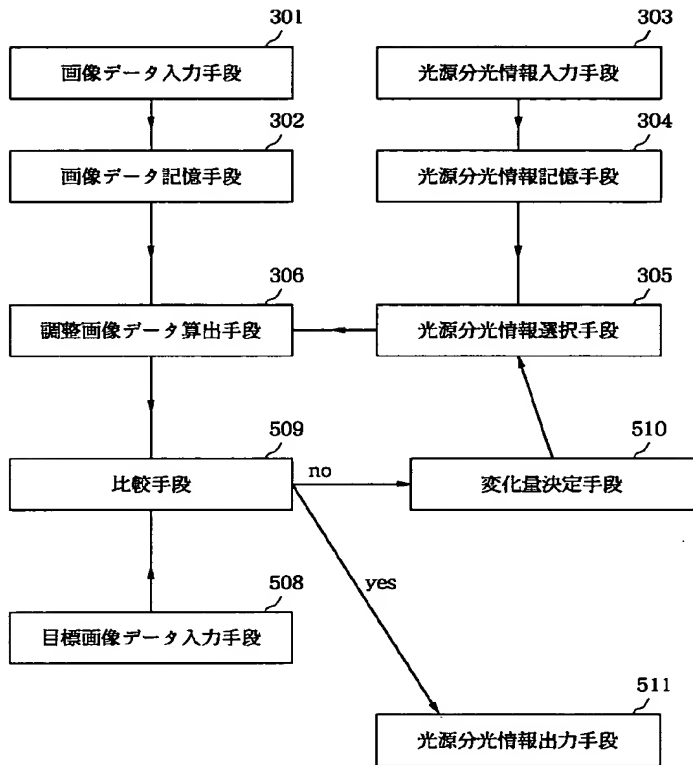 301
画像データ入力手段
303
光源分光情報入力手段
302
画像データ記憶手段
304
光源分光情報記憶手段
306
調整画像データ算出手段
305
光源分光情報選択手段
509
比較手段
no
510
変化量決定手段
yes
508
目標画像データ入力手段
511
光源分光情報出力手段